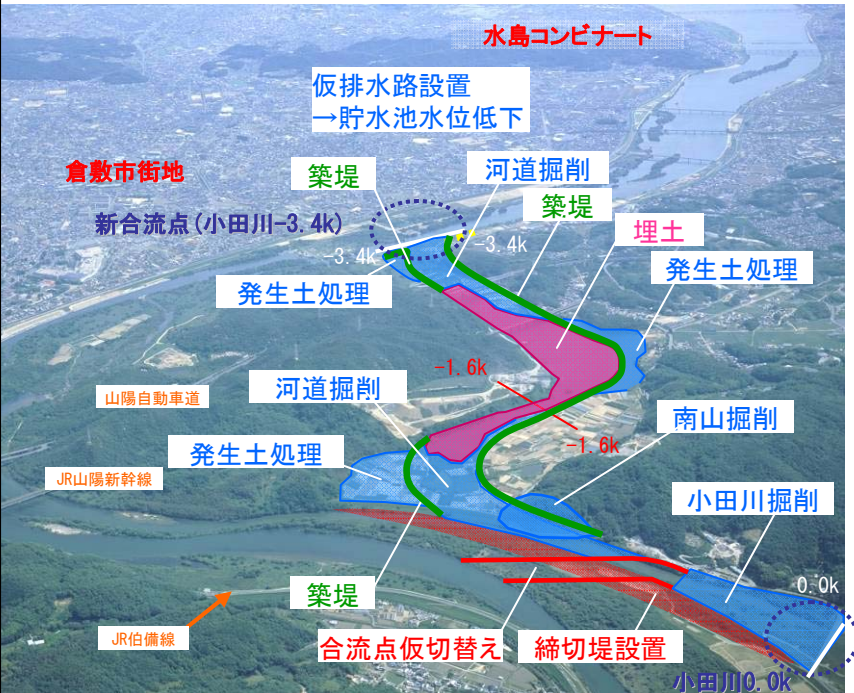 水島コンビナート
仮排水路設置
→貯水池水位低下
倉敷市街地
築堤
河道掘削
新合流点(小田川-3.4k)
築堤
埋土
-3.4k
-3.4k
発生土処理
発生土処理
-1.6k
山陽自動車道
河道掘削
南山掘削
-1.6k
発生土処理
JR山陽新幹線
小田川掘削
0.0k
築堤
JR伯備線
合流点仮切替え
締切堤設置
小田川0.0k